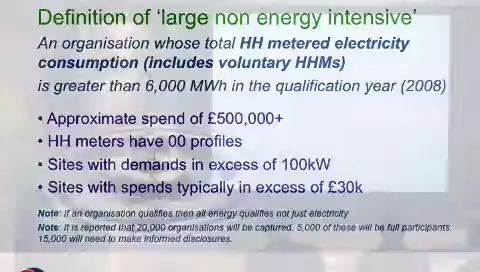 Definition of 'large non energy intensive'
An organisation whose total HH metered electricity
consumption (includes voluntary HHMs)
is greater than 6,000 MWh in the qualification year (2008)
• Approximate spend of £500,000+
• HH meters have 00 profiles
• Sites with demands in excess of 100kW
• Sites with spends typically in excess of £30k
Note: If an organisation qualifies then all energy qualifies not just electricity
Note: It is reported that 20,000 organisations will be captured. 5,000 of these will be full participants.
15,000 will need to make informed disclosures.